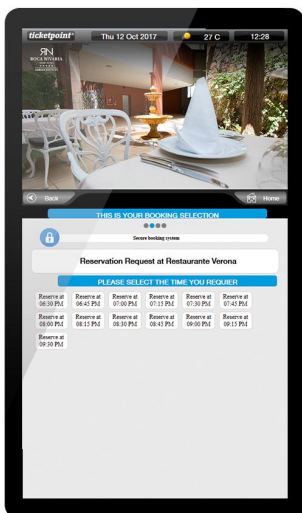 ticketpoint
Thu 12 Oct 2017
27 C
12:28
RN
ROCA NIVARIA
Back
Home
THIS IS YOUR BOOKING SELECTION
Secure booking system
Reservation Request at Restaurante Verona
PLEASE SELECT THE TIME YOU REQUIER
Reserve at Reserve at Reserve at Reserve at Reserve at Reserve at
06:30 PM 06:45 PM 07:00 PM 07:15 PM 07:30 PM 07:45 PM
Reserve at Reserve at Reserve at Reserve at Reserve at Reserve at
08:00 PM 08:15 PM 08:30 PM 08:45 PM 09:00 PM 09:15 PM
Reserve at
09:30 PM